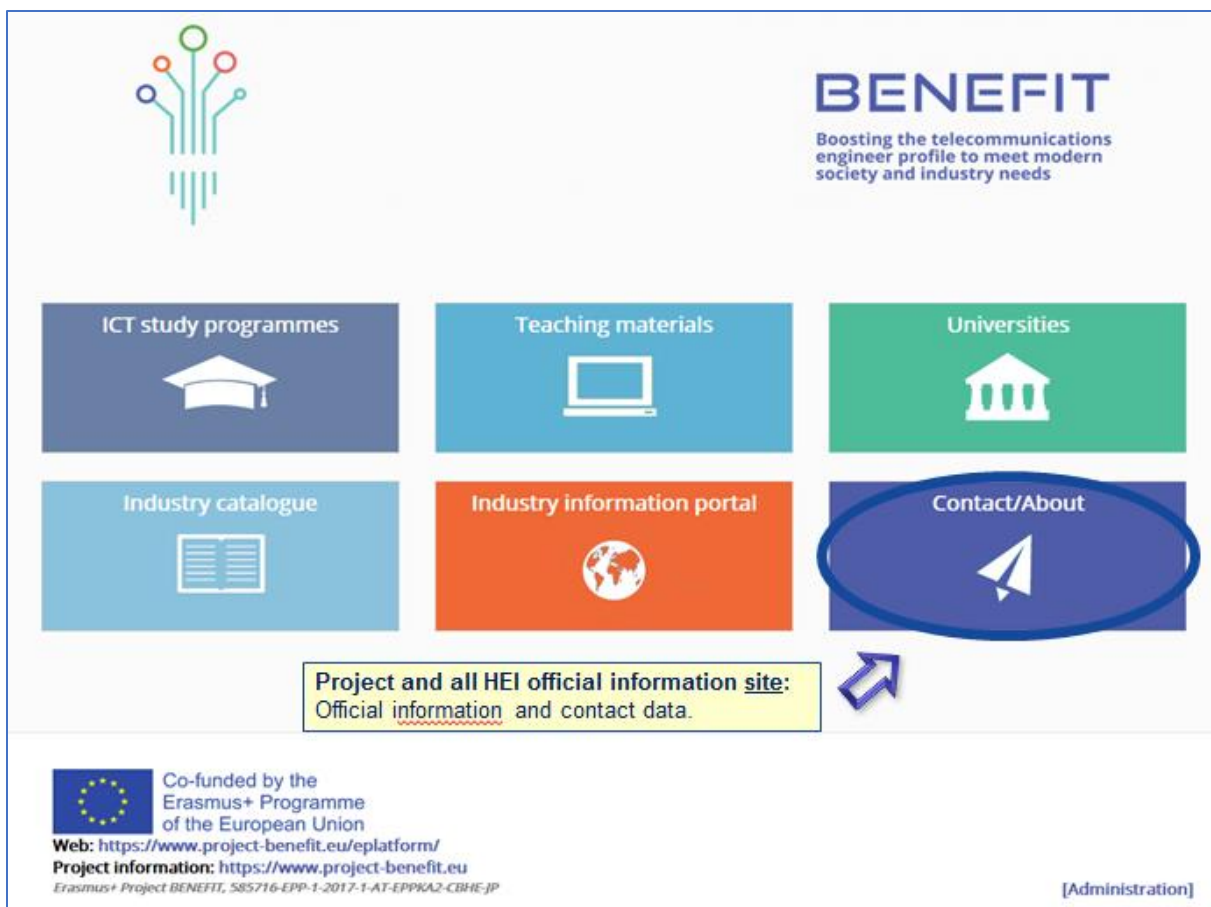 BENEFIT
Boosting the telecommunications
engineer profile to meet modern
society and industry needs
ICT study programmes
Teaching materials
Universities
Industry catalogue
Industry information portal
Contact/About
Project and all HEI official information site:
Official information and contact data.
Co-funded by the
Erasmus+ Programme
of the European Union
Web: https://www.project-benefit.eu/eplatform/
Project information: https://www.project-benefit.eu
Erasmus+ Project BENEFIT, 585716-EPP-1-2017-1-AT-EPPKA2-CBHE-JP
[Administration]